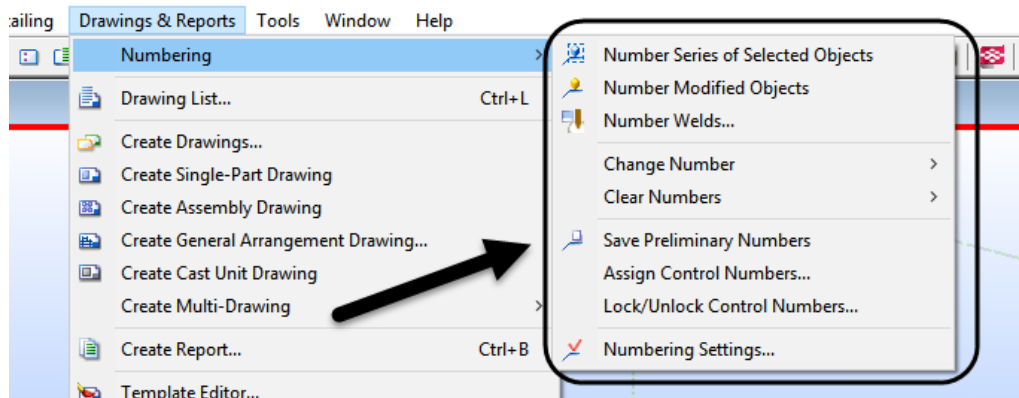 ailing Drawings & Reports Tools Window Help
Numbering
Drawing List... Ctrl+L
Create Drawings...
Create Single-Part Drawing
Create Assembly Drawing
Create General Arrangement Drawing...
Create Cast Unit Drawing
Create Multi-Drawing
Create Report... Ctrl+B
Template Editor...
Number Series of Selected Objects
Number Modified Objects
Number Welds...
Change Number
Clear Numbers
Save Preliminary Numbers
Assign Control Numbers...
Lock/Unlock Control Numbers...
Numbering Settings...